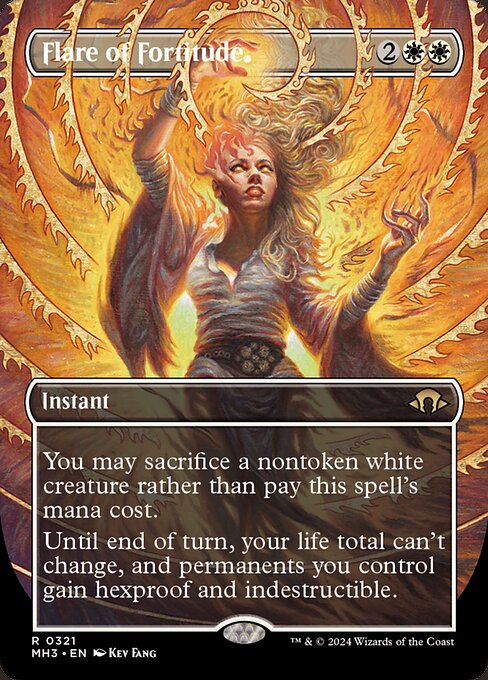 Flare of Fortitude
2
Instant
You may sacrifice a nontoken white
creature rather than pay this spell's
mana cost.
Until end of turn, your life total can't
change, and permanents you control
gain hexproof and indestructible.
R 0321
MH3 • EN Kev Fang
™ & © 2024 Wizards of the Coast